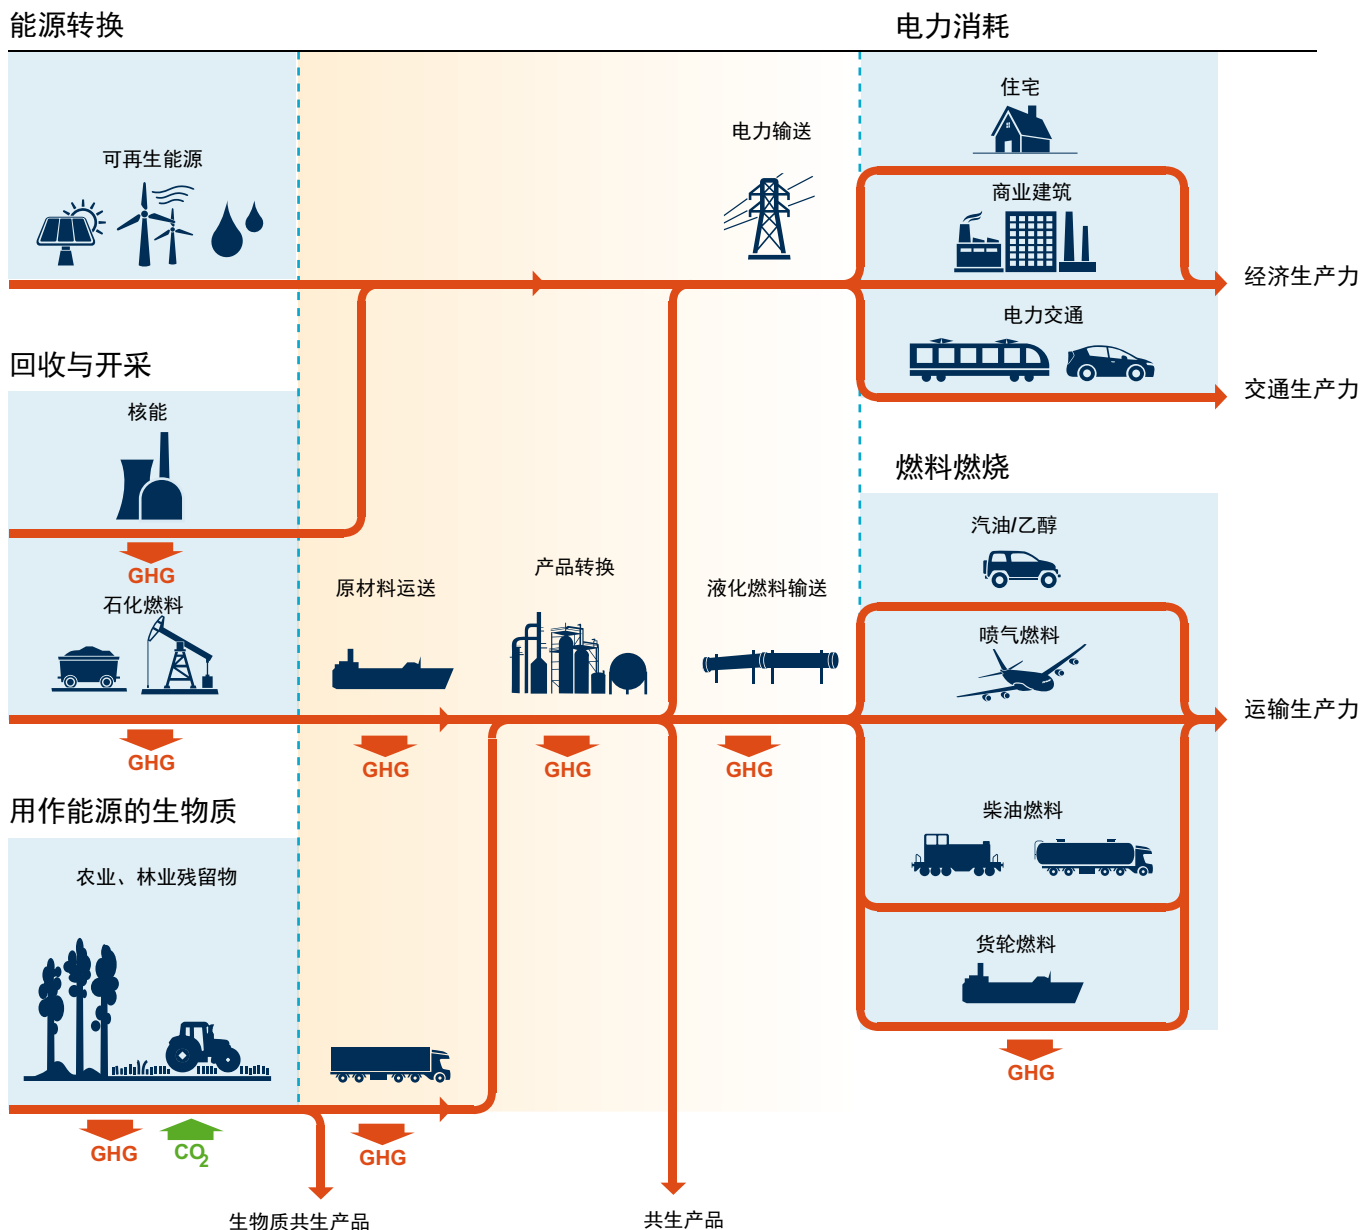 能源转换
电力消耗
住宅
电力输送
可再生能源
商业建筑
经济生产力
电力交通
回收与开采
交通生产力
核能
燃料燃烧
汽油/乙醇
产品转换
GHG
原材料运送
液化燃料输送
石化燃料
喷气燃料
运输生产力
GHG
GHG
GHG
GHG
用作能源的生物质
柴油燃料
农业、林业残留物
货轮燃料
GHG
GHG
CO2
GHG
生物质共生产品
共生产品